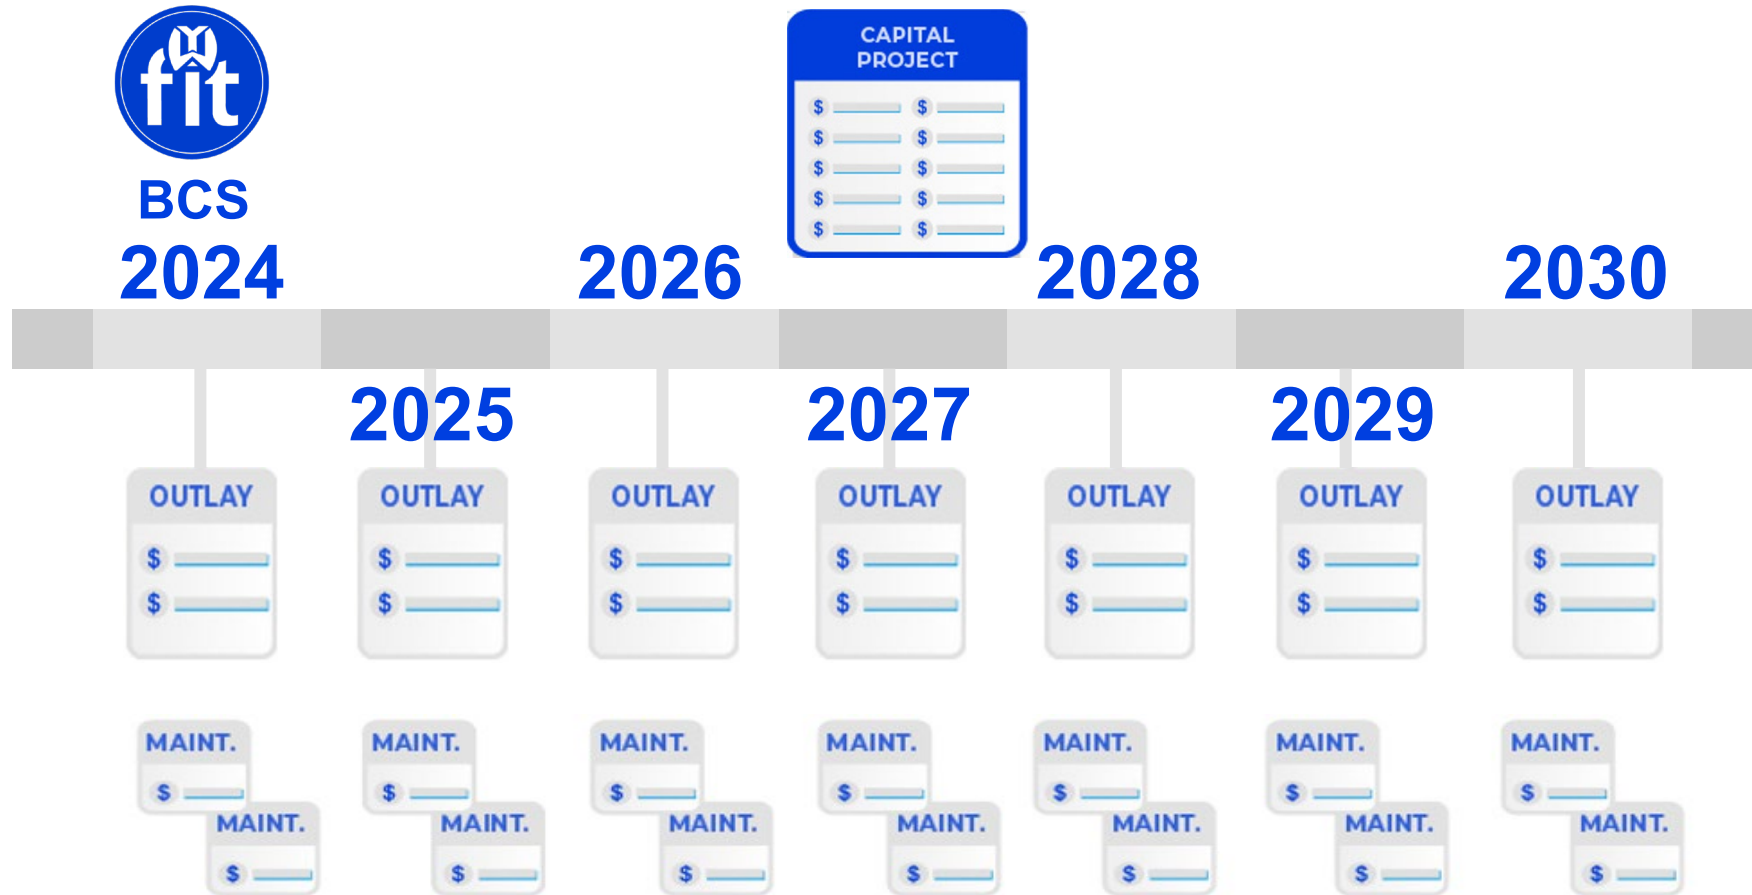 fit
CAPITAL
PROJECT
$ $
$ $
$ $
$ $
$ $
BCS
2024 2026 2028 2030
2025 2027 2029
OUTLAY OUTLAY OUTLAY OUTLAY OUTLAY OUTLAY OUTLAY
$ $ $ $ $ $ $
$ $ $ $ $ $ $
MAINT. MAINT. MAINT. MAINT. MAINT. MAINT. MAINT.
$ $ $ $ $ $ $
MAINT. MAINT. MAINT. MAINT. MAINT. MAINT. MAINT.
$ $ $ $ $ $ $